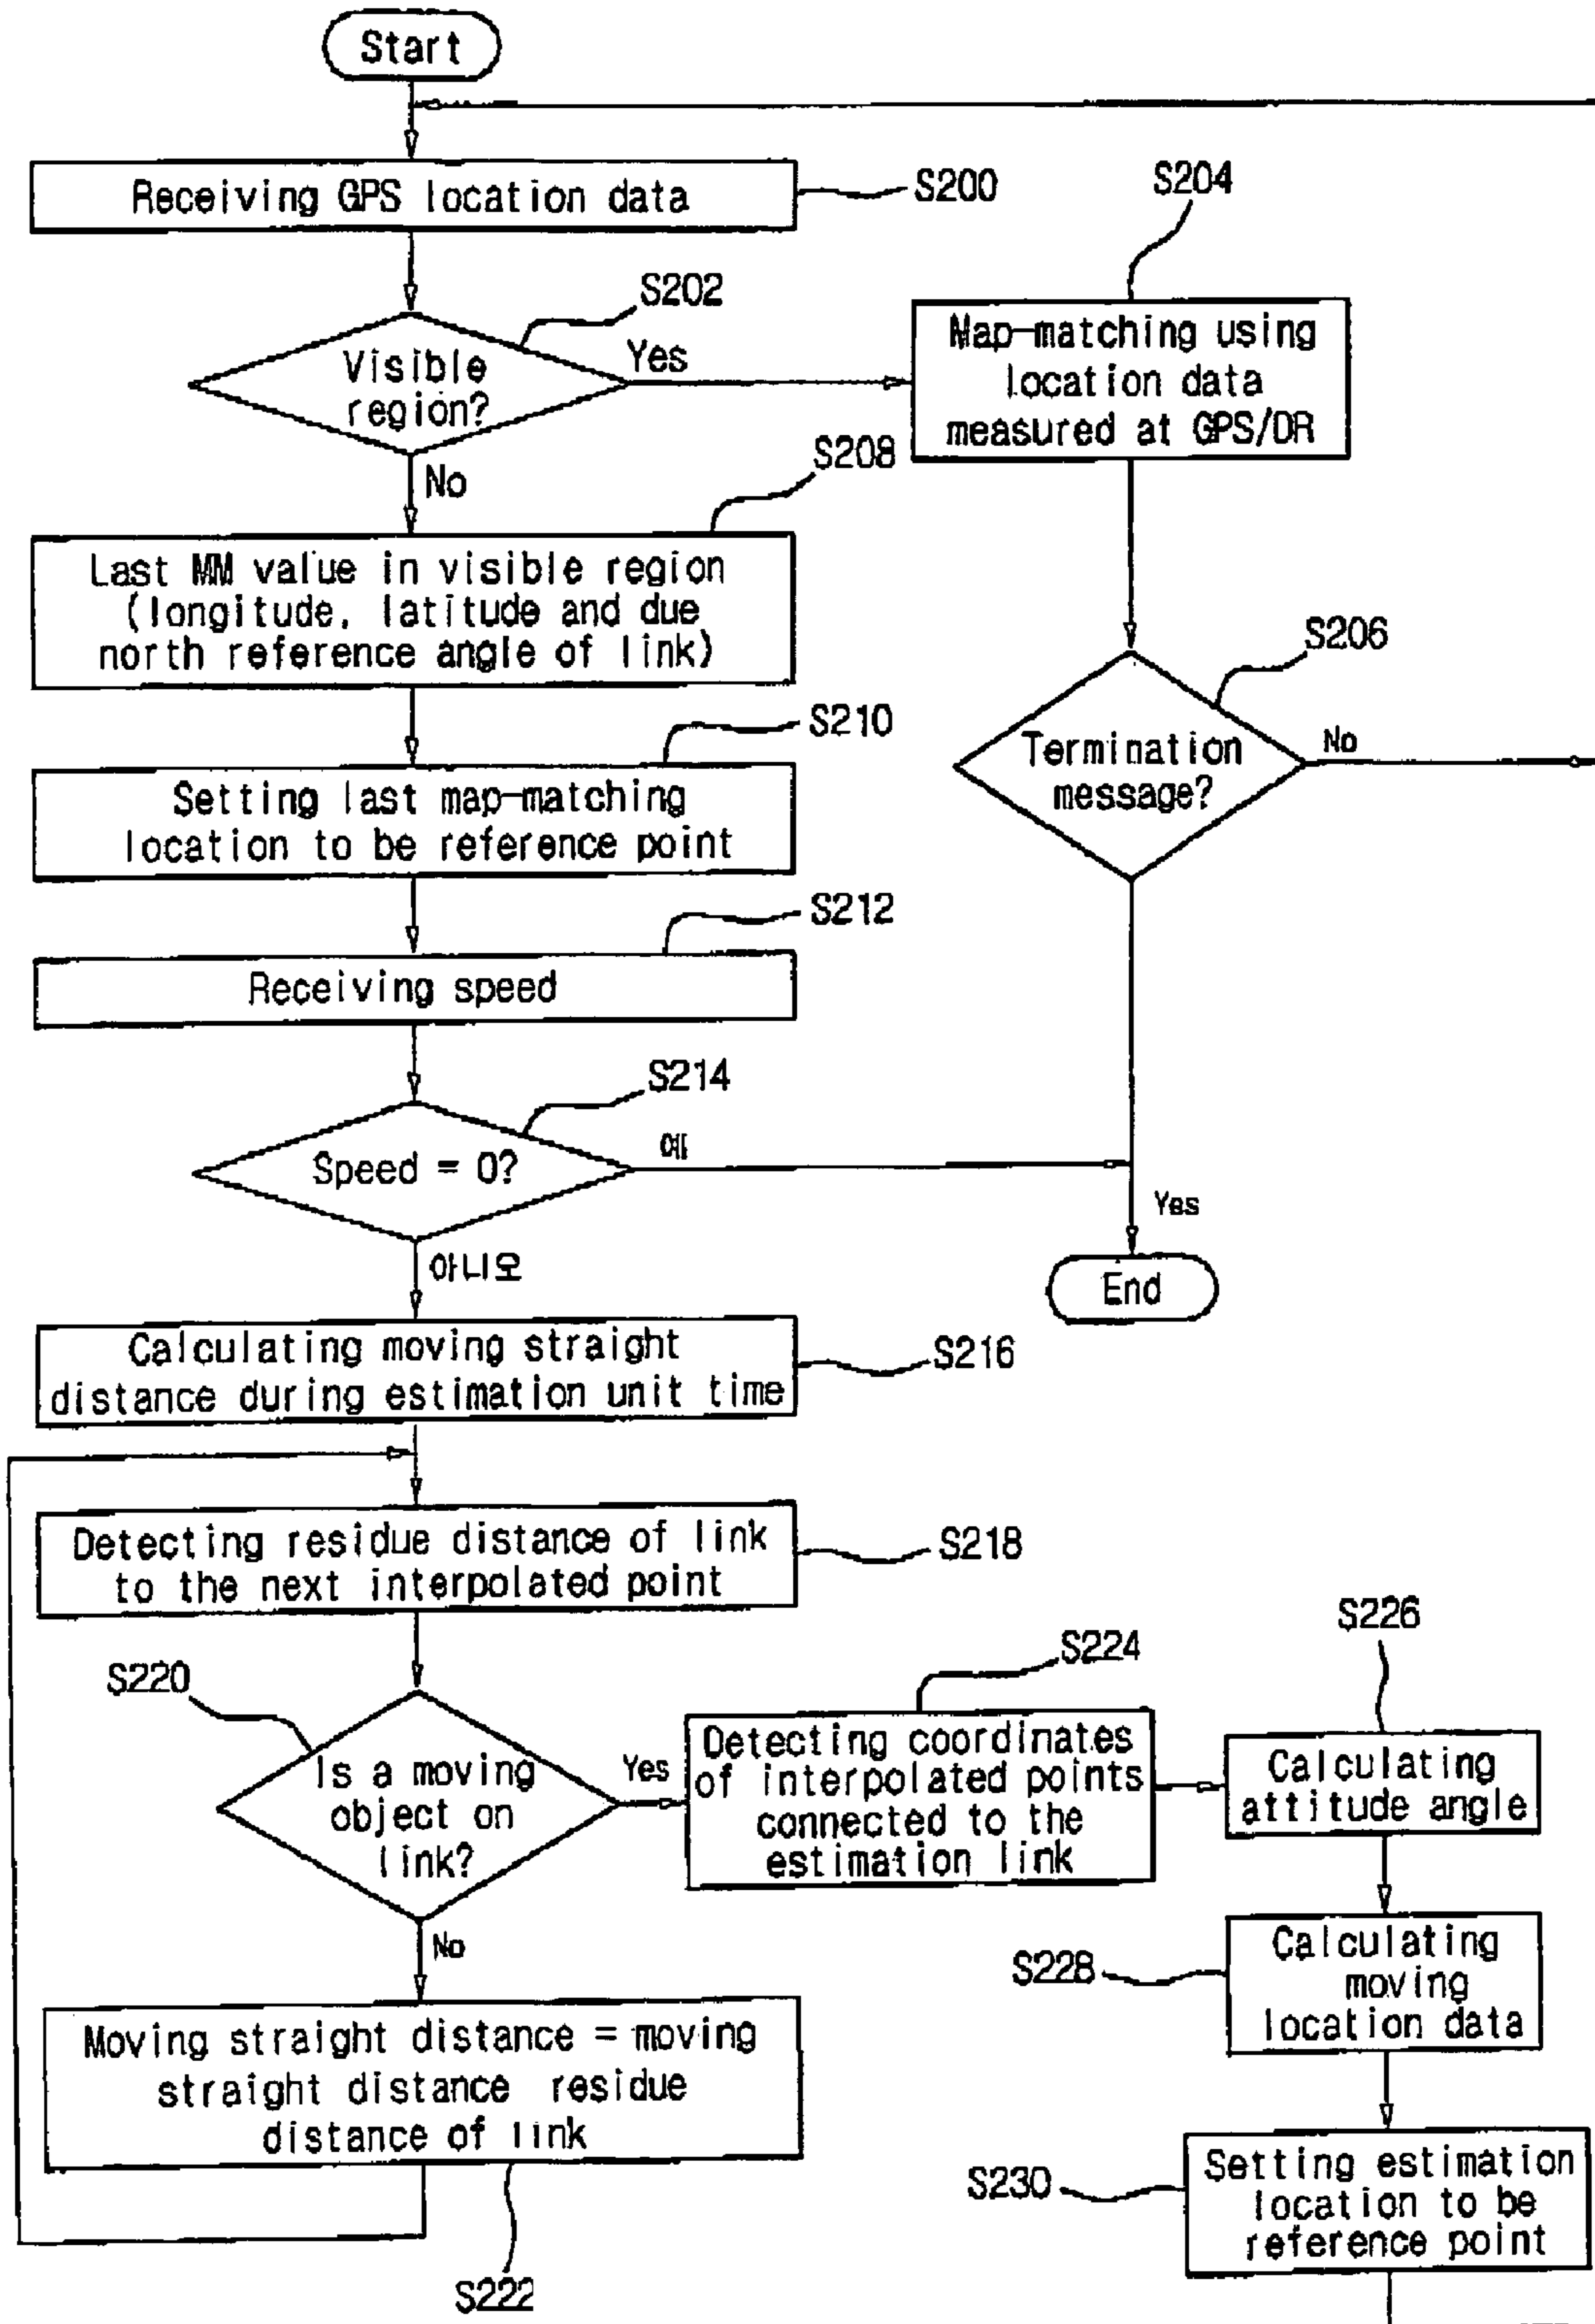 Start
Receiving GPS location data
S200
S204
S202
Visible
region?
Yes
Map-matching using
location data
measured at GPS/DR
No
S208
Last MM value in visible region
(longitude, latitude and due
north reference angle of link)
S206
Termination
message?
No
S210
Setting last map-matching
location to be reference point
S212
Receiving speed
S214
Speed = 0?
예
Yes
아니오
End
Calculating moving straight
distance during estimation unit time
S216
Detecting residue distance of link
to the next interpolated point
S218
S220
Is a moving
object on
link?
Yes
S224
Detecting coordinates
of interpolated points
connected to the
estimation link
S226
Calculating
attitude angle
No
S228
Calculating
moving
location data
Moving straight distance = moving
straight distance residue
distance of link
S222
S230
Setting estimation
location to be
reference point